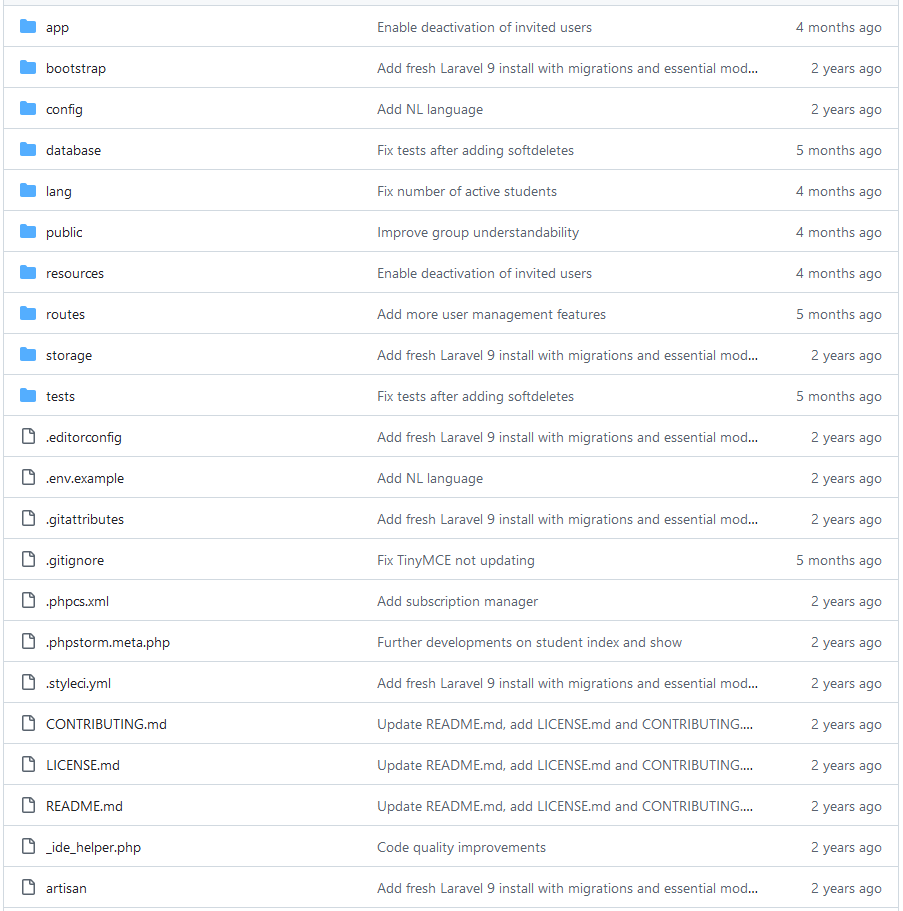 app Enable deactivation of invited users 4 months ago
bootstrap Add fresh Laravel 9 install with migrations and essential mod... 2 years ago
config Add NL language 2 years ago
database Fix tests after adding softdeletes 5 months ago
lang Fix number of active students 4 months ago
public Improve group understandability 4 months ago
resources Enable deactivation of invited users 4 months ago
routes Add more user management features 5 months ago
storage Add fresh Laravel 9 install with migrations and essential mod... 2 years ago
tests Fix tests after adding softdeletes 5 months ago
.editorconfig Add fresh Laravel 9 install with migrations and essential mod... 2 years ago
.env.example Add NL language 2 years ago
.gitattributes Add fresh Laravel 9 install with migrations and essential mod... 2 years ago
.gitignore Fix TinyMCE not updating 5 months ago
.phpcs.xml Add subscription manager 2 years ago
.phpstorm.meta.php Further developments on student index and show 2 years ago
.styleci.yml Add fresh Laravel 9 install with migrations and essential mod... 2 years ago
CONTRIBUTING.md Update README.md, add LICENSE.md and CONTRIBUTING.... 2 years ago
LICENSE.md Update README.md, add LICENSE.md and CONTRIBUTING.... 2 years ago
README.md Update README.md, add LICENSE.md and CONTRIBUTING.... 2 years ago
_ide_helper.php Code quality improvements 2 years ago
artisan Add fresh Laravel 9 install with migrations and essential mod... 2 years ago